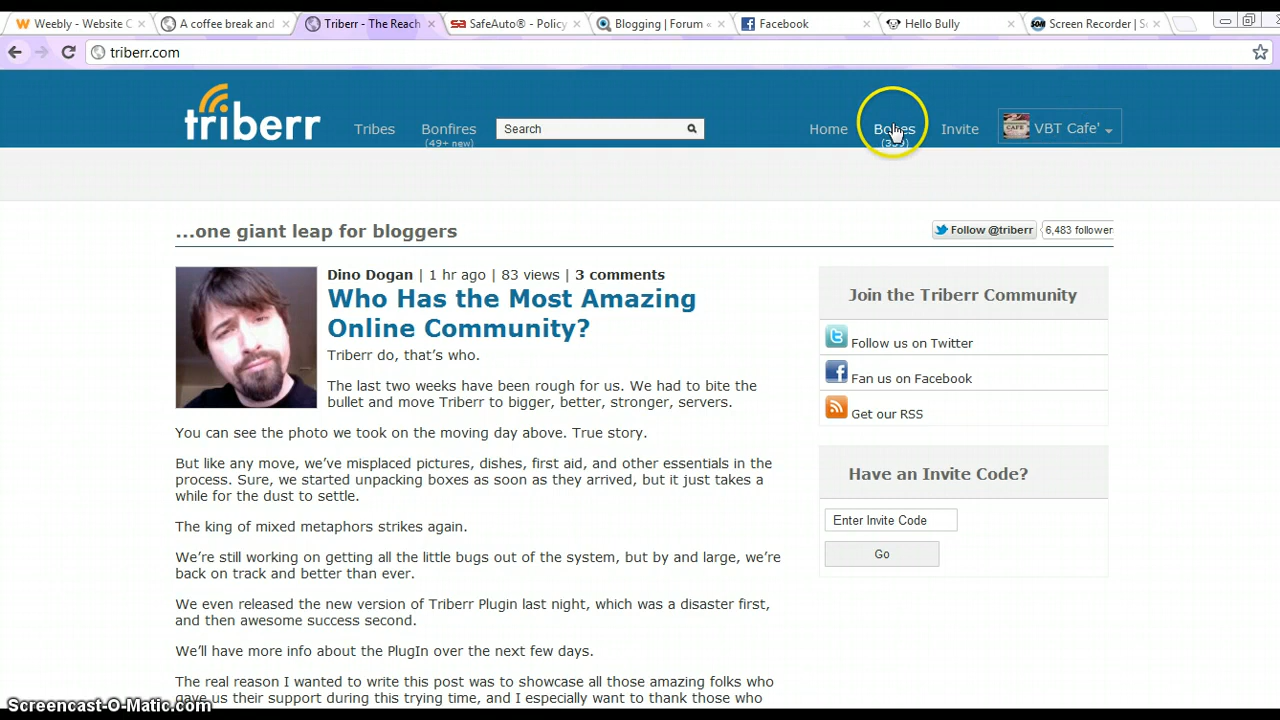 Weebly - Website C
A coffee break and
Triberr - The Reach
SafeAuto® - Policy
Blogging | Forum «
Facebook
Hello Bully
Screen Recorder | S
triberr.com
triberr
Tribes
Bonfires
(49+ new)
Search
Home
Invite
VBT Cafe'
...one giant leap for bloggers
Follow @triberr
6,483 follower
Dino Dogan | 1 hr ago | 83 views | 3 comments
Who Has the Most Amazing
Online Community?
Triberr do, that's who.
The last two weeks have been rough for us. We had to bite the
bullet and move Triberr to bigger, better, stronger, servers.
You can see the photo we took on the moving day above. True story.
But like any move, we've misplaced pictures, dishes, first aid, and other essentials in the
process. Sure, we started unpacking boxes as soon as they arrived, but it just takes a
while for the dust to settle.
The king of mixed metaphors strikes again.
We're still working on getting all the little bugs out of the system, but by and large, we're
back on track and better than ever.
We even released the new version of Triberr Plugin last night, which was a disaster first,
and then awesome success second.
We'll have more info about the PlugIn over the next few days.
The real reason I wanted to write this post was to showcase all those amazing folks who
gave us their support during this trying time, and I especially want to thank those who
Join the Triberr Community
Follow us on Twitter
Fan us on Facebook
Get our RSS
Have an Invite Code?
Enter Invite Code
Go
Screencast-O-Matic.com